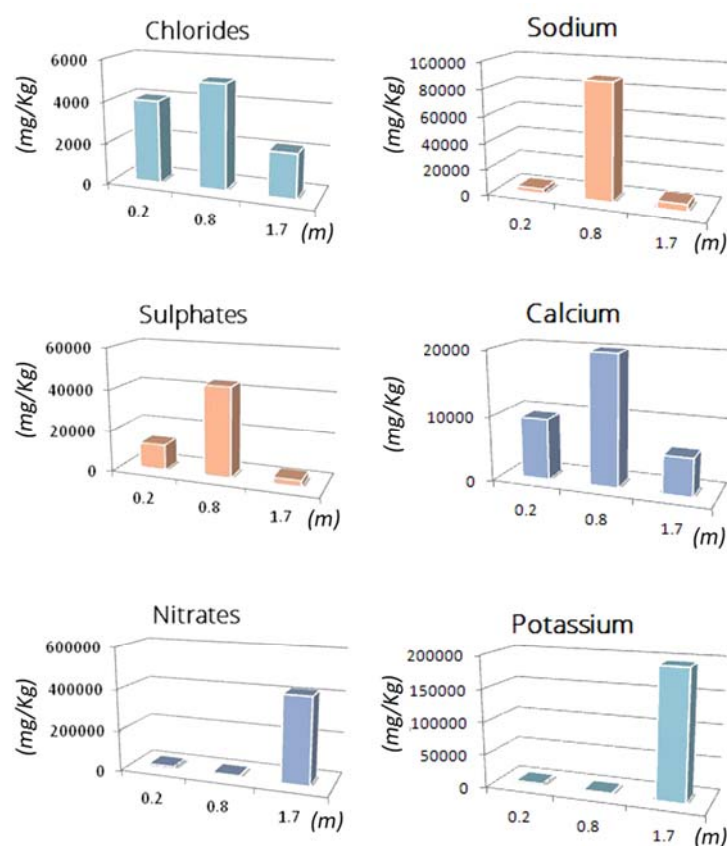 Chlorides
(mg/Kg)
6000
4000
2000
0
0.2
0.8
1.7
(m)
Sodium
(mg/Kg)
100000
80000
60000
40000
20000
0
0.2
0.8
1.7
(m)
Sulphates
(mg/Kg)
60000
40000
20000
0
0.2
0.8
1.7
(m)
Calcium
(mg/Kg)
20000
10000
0
0.2
0.8
1.7
(m)
Nitrates
(mg/Kg)
600000
400000
200000
0
0.2
0.8
1.7
(m)
Potassium
(mg/Kg)
200000
150000
100000
50000
0
0.2
0.8
1.7
(m)